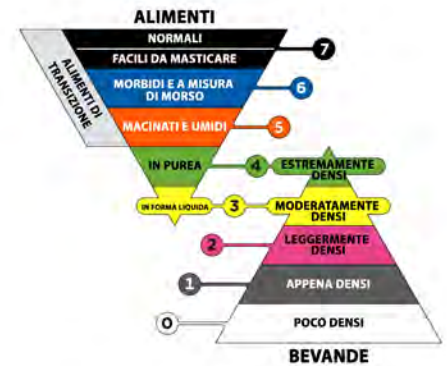 ALIMENTI
NORMALI
FACILI DA MASTICARE
7
ALIMENTI DI
TRANSIZIONE
MORBIDI E A MISURA
DI MORSO
6
MACINATI E UMIDI
5
IN PUREA
4
ESTREMAMENTE
DENSI
IN FORMA LIQUIDA
3
MODERATAMENTE
DENSI
2
LEGGERMENTE
DENSI
1
APPENA DENSI
0
POCO DENSI
BEVANDE